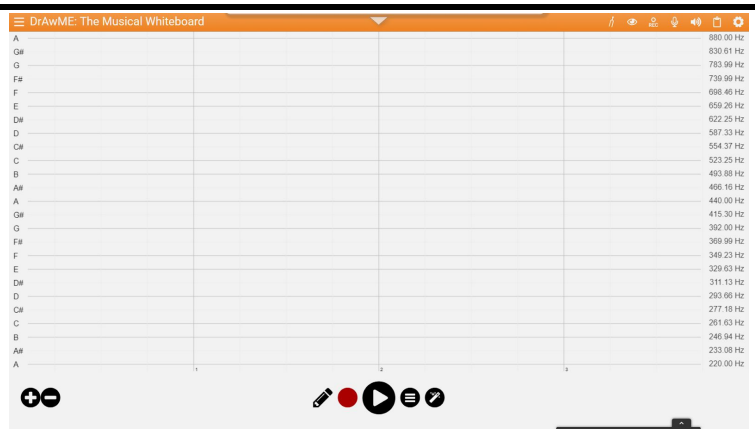 DrAwME: The Musical Whiteboard REC
A 880.00 Hz
G# 830.61 Hz
G 783.99 Hz
F# 739.99 Hz
F 698.46 Hz
E 659.26 Hz
D# 622.25 Hz
D 587.33 Hz
C# 554.37 Hz
C 523.25 Hz
B 493.88 Hz
A# 466.16 Hz
A 440.00 Hz
G# 415.30 Hz
G 392.00 Hz
F# 369.99 Hz
F 349.23 Hz
E 329.63 Hz
D# 311.13 Hz
D 293.66 Hz
C# 277.18 Hz
C 261.63 Hz
B 246.94 Hz
A# 233.08 Hz
A 220.00 Hz
1 2 3